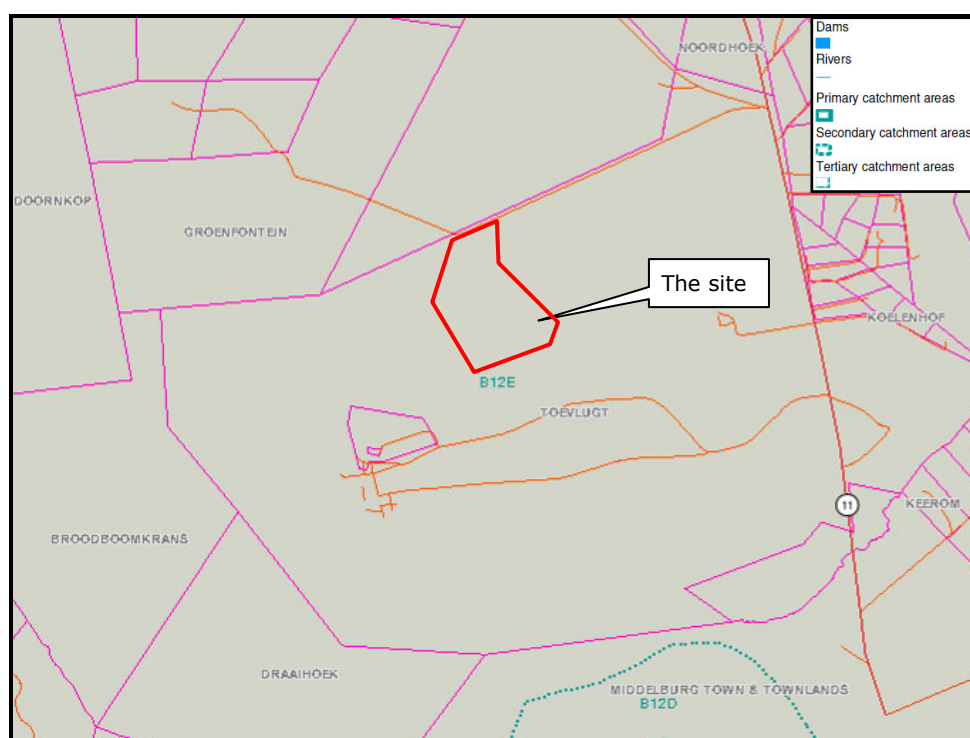 NOORDHOEK
Dams
Rivers
Primary catchment areas
Secondary catchment areas
Tertiary catchment areas
DOORNKOP
GROENFONTEIN
The site
KOELENHOF
B12E
TOEVLUGT
11
KEEROM
BROODBOOMKRANS
DRAAIHOEK
MIDDELBURG TOWN & TOWNLANDS
B12D